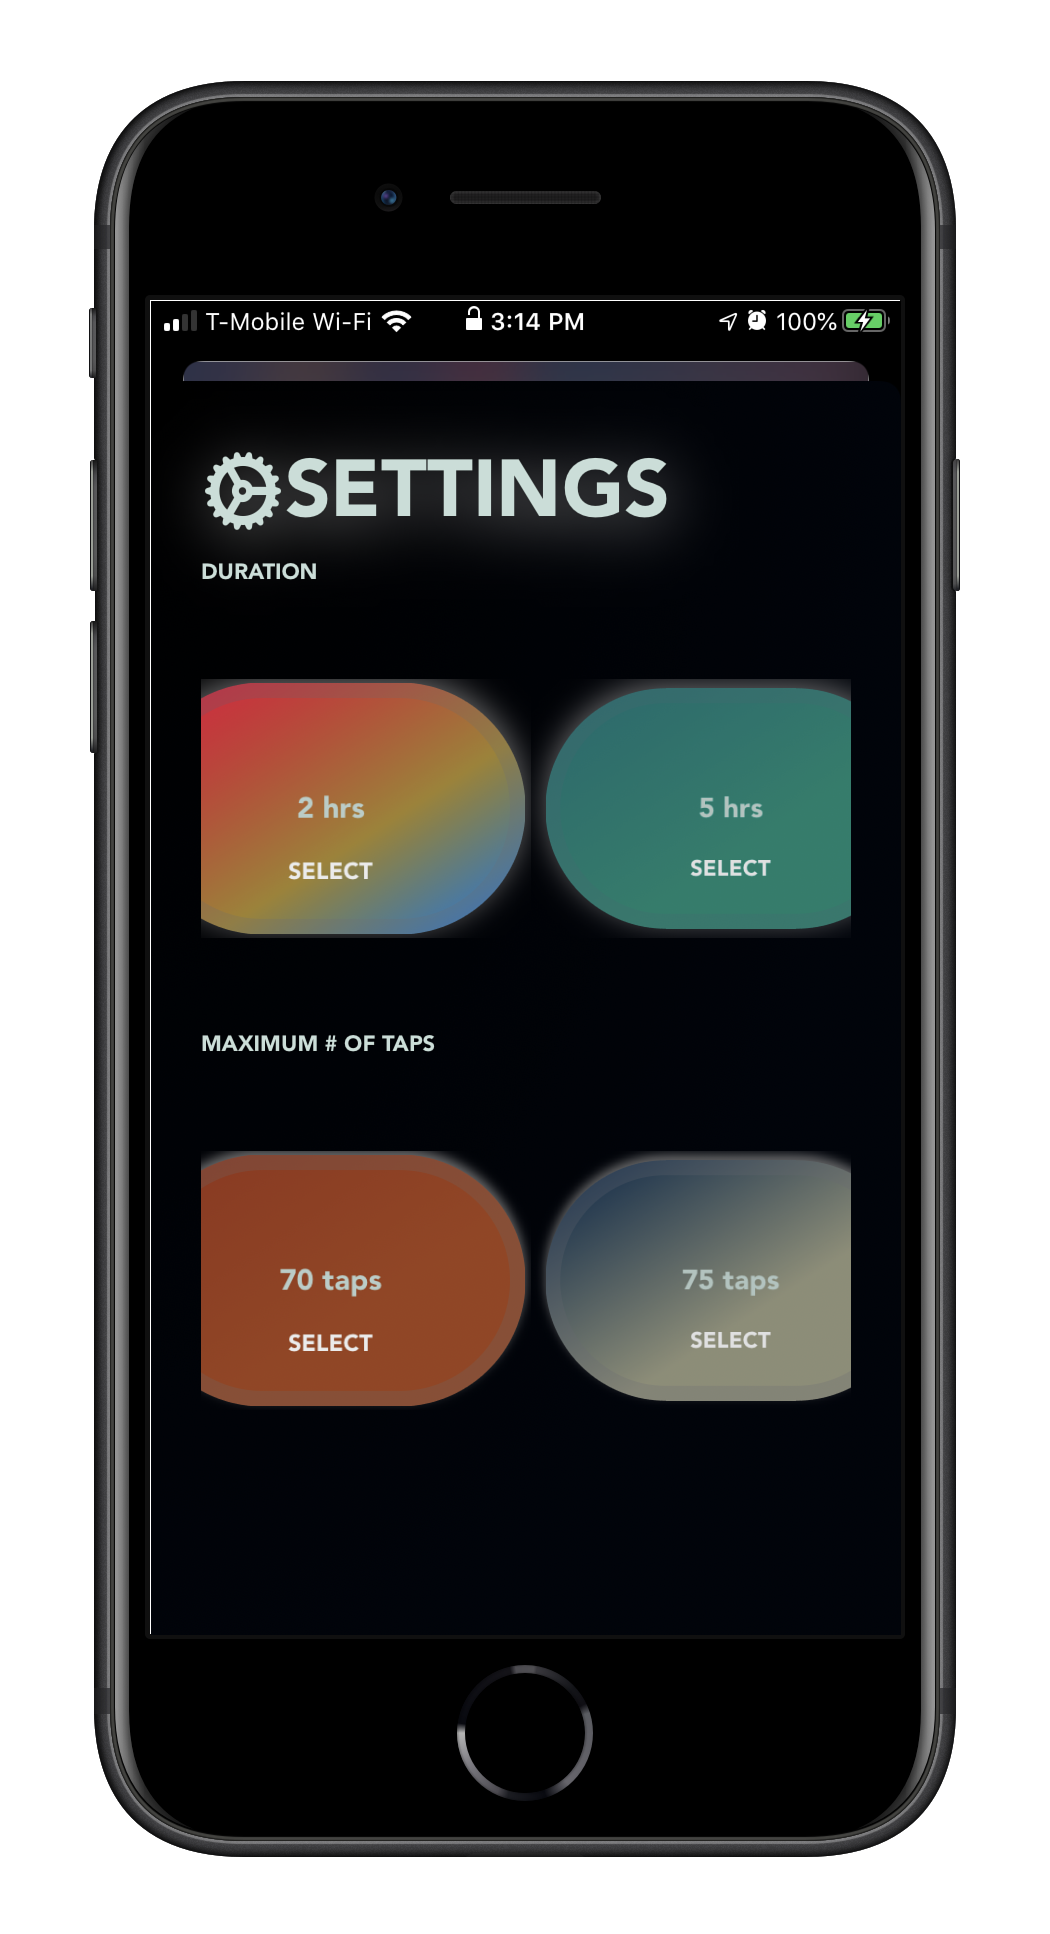 T-Mobile Wi-Fi 3:14 PM 100%
SETTINGS
DURATION
2 hrs 5 hrs
SELECT SELECT
MAXIMUM # OF TAPS
70 taps 75 taps
SELECT SELECT